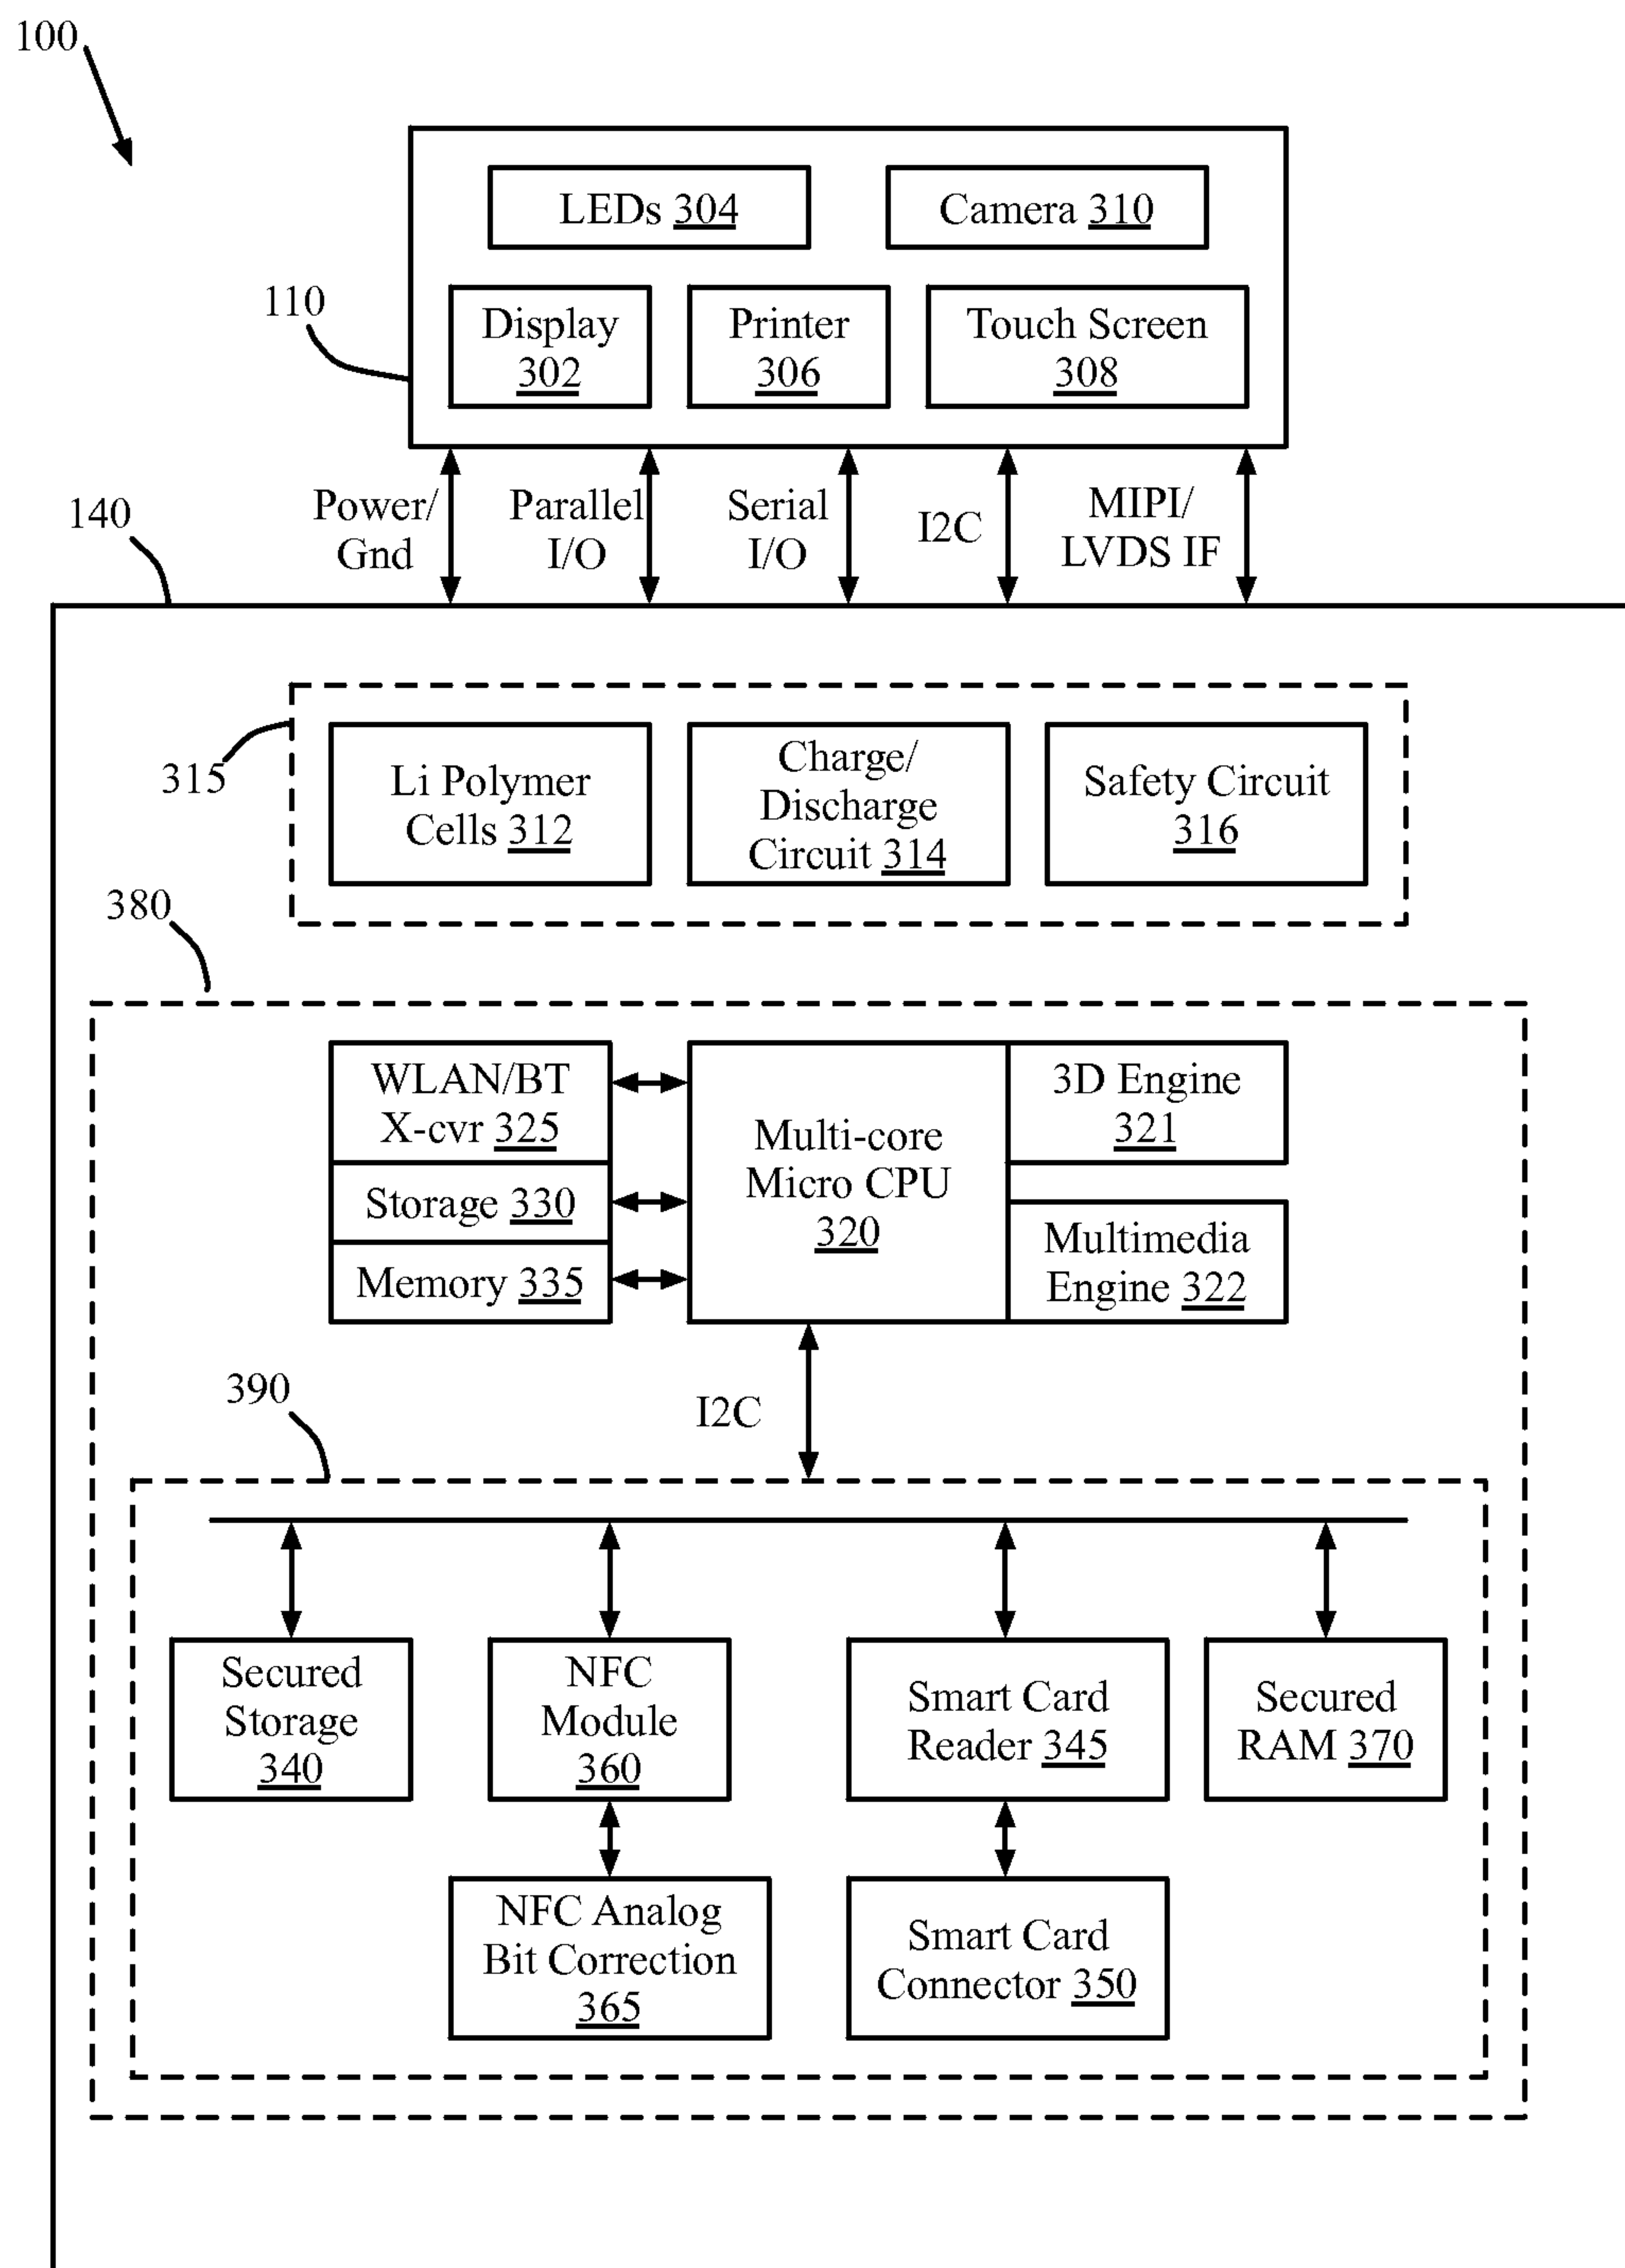 100
LEDs 304
Camera 310
110
Display
302
Printer
306
Touch Screen
308
140
Power/
Gnd
Parallel
I/O
Serial
I/O
I2C
MIPI/
LVDS IF
315
Li Polymer
Cells 312
Charge/
Discharge
Circuit 314
Safety Circuit
316
380
WLAN/BT
X-cvr 325
Storage 330
Memory 335
Multi-core
Micro CPU
320
3D Engine
321
Multimedia
Engine 322
390
I2C
Secured
Storage
340
NFC
Module
360
Smart Card
Reader 345
Secured
RAM 370
NFC Analog
Bit Correction
365
Smart Card
Connector 350